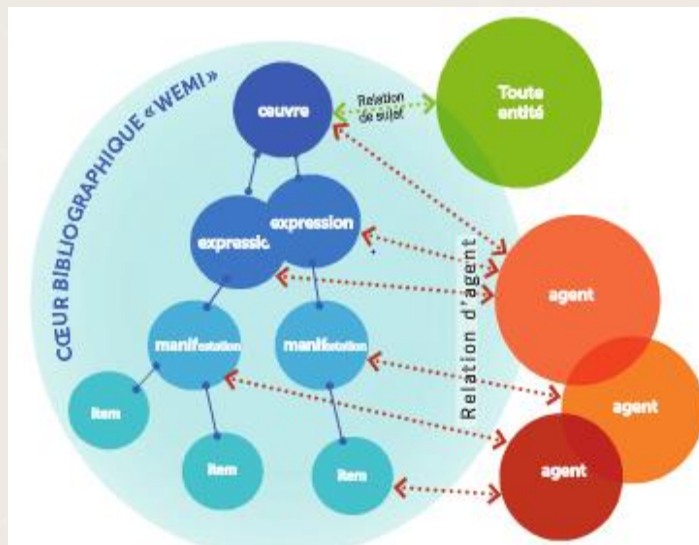 CŒUR BIBLIOGRAPHIQUE « WEMI »
œuvre
Relation
de sujet
Toute
entité
expressio
expression
Relation d'agent
agent
manifestation
manifestation
agent
item
item
item
agent